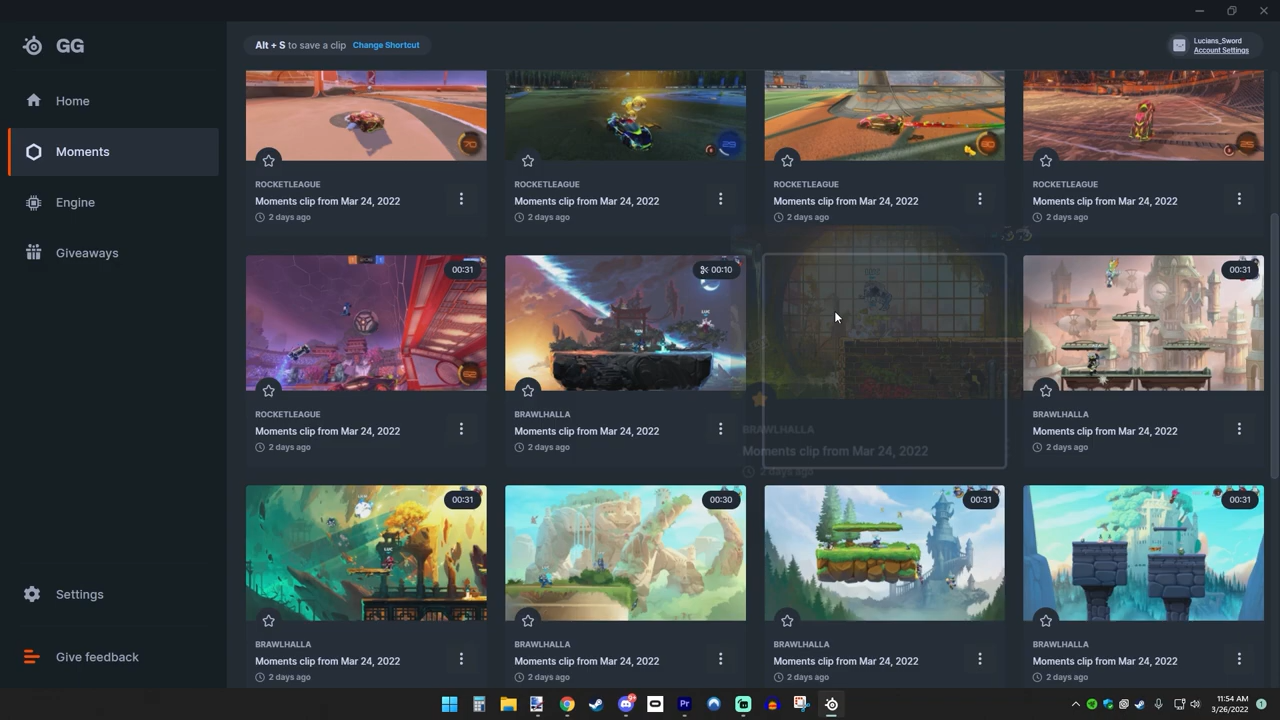 GG
Alt + S to save a clip Change Shortcut
Lucians_Sword
Account Settings
Home
Moments
Engine
Giveaways
Settings
Give feedback
70
29
25
ROCKETLEAGUE
Moments clip from Mar 24, 2022
2 days ago
ROCKETLEAGUE
Moments clip from Mar 24, 2022
2 days ago
ROCKETLEAGUE
Moments clip from Mar 24, 2022
2 days ago
ROCKETLEAGUE
Moments clip from Mar 24, 2022
2 days ago
00:31
ROCKETLEAGUE
Moments clip from Mar 24, 2022
2 days ago
00:10
BRAWLHALLA
Moments clip from Mar 24, 2022
2 days ago
BRAWLHALLA
Moments clip from Mar 24, 2022
2 days ago
00:31
BRAWLHALLA
Moments clip from Mar 24, 2022
2 days ago
00:31
BRAWLHALLA
Moments clip from Mar 24, 2022
2 days ago
00:30
BRAWLHALLA
Moments clip from Mar 24, 2022
2 days ago
00:31
BRAWLHALLA
Moments clip from Mar 24, 2022
2 days ago
00:31
BRAWLHALLA
Moments clip from Mar 24, 2022
2 days ago
Pr
11:54 AM
3/26/2022